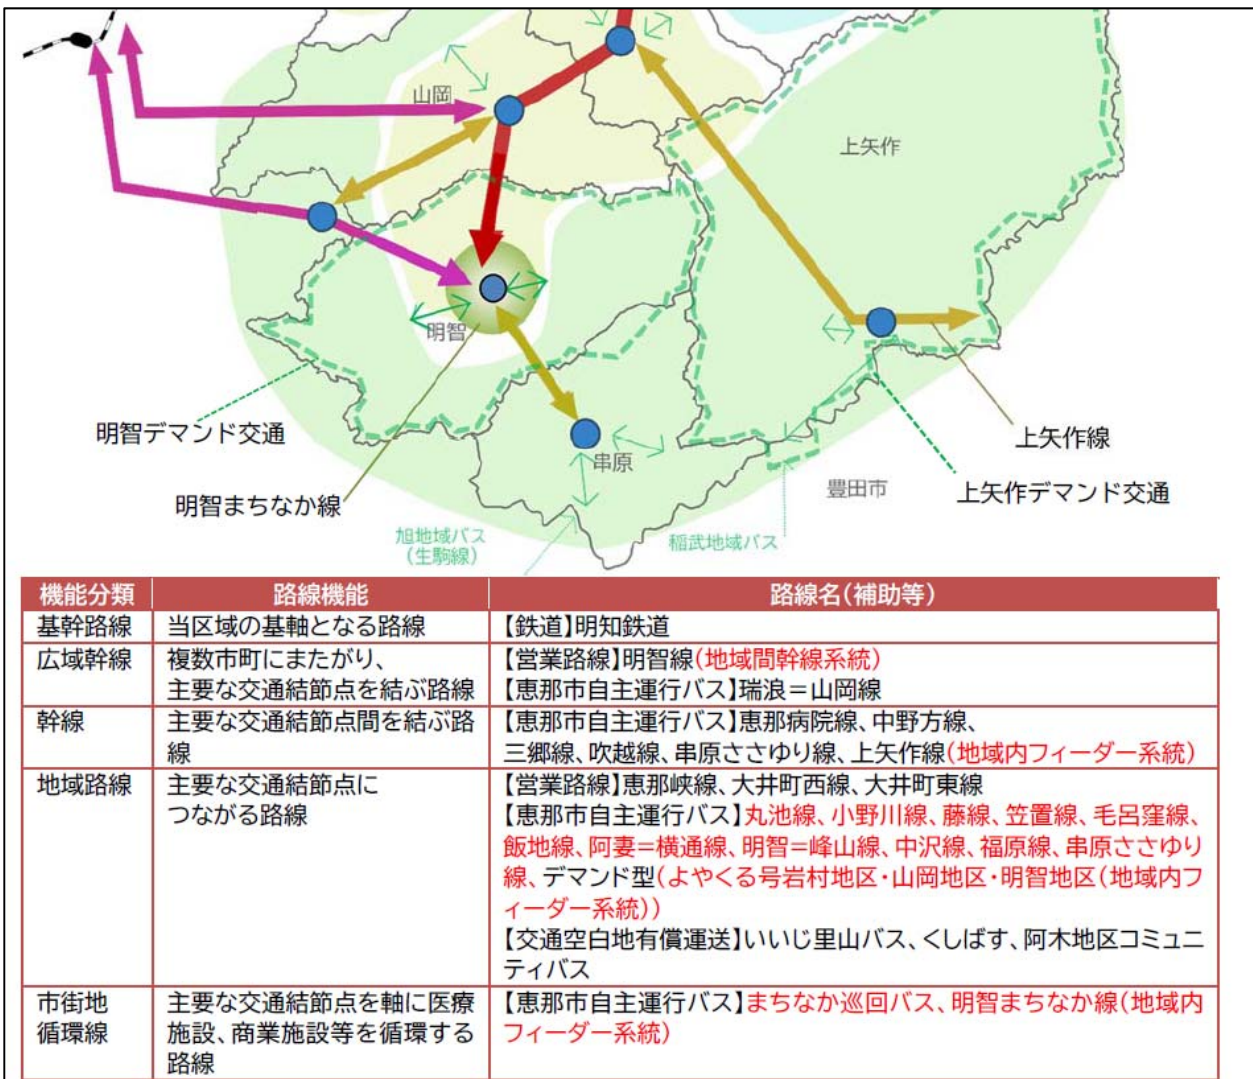 山岡
上矢作
明智
明智デマンド交通
上矢作線
串原
豊田市
上矢作デマンド交通
明智まちなか線
旭地域バス
(生駒線)
稲武地域バス
機能分類 路線機能 路線名(補助等)
基幹路線 当区域の基軸となる路線 【鉄道】明知鉄道
広域幹線 複数市町にまたがり、 【営業路線】明智線(地域間幹線系統)
主要な交通結節点を結ぶ路線 【恵那市自主運行バス】瑞浪=山岡線
幹線 主要な交通結節点間を結ぶ路 【恵那市自主運行バス】恵那病院線、中野方線、
線 三郷線、吹越線、串原ささゆり線、上矢作線(地域内フィーダー系統)
地域路線 主要な交通結節点に 【営業路線】恵那峡線、大井町西線、大井町東線
つながる路線 【恵那市自主運行バス】丸池線、小野川線、藤線、笠置線、毛呂窪線、
飯地線、阿妻=横通線、明智=峰山線、中沢線、福原線、串原ささゆり
線、デマンド型(よやくる号岩村地区・山岡地区・明智地区(地域内フ
ィーダー系統))
【交通空白地有償運送】いいじ里山バス、くしばす、阿木地区コミュニ
ティバス
市街地 主要な交通結節点を軸に医療 【恵那市自主運行バス】まちなか巡回バス、明智まちなか線(地域内
循環線 施設、商業施設等を循環する フィーダー系統)
路線